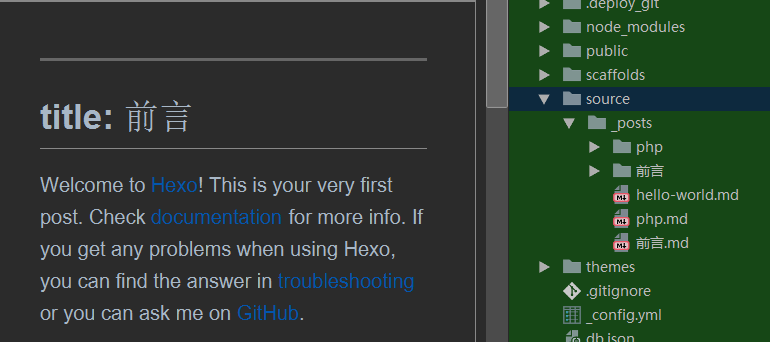 title: 前言
Welcome to Hexo! This is your very first
post. Check documentation for more info. If
you get any problems when using Hexo,
you can find the answer in troubleshooting
or you can ask me on GitHub.
.deploy_git
node_modules
public
scaffolds
source
_posts
php
前言
hello-world.md
php.md
前言.md
themes
.gitignore
_config.yml
db.json